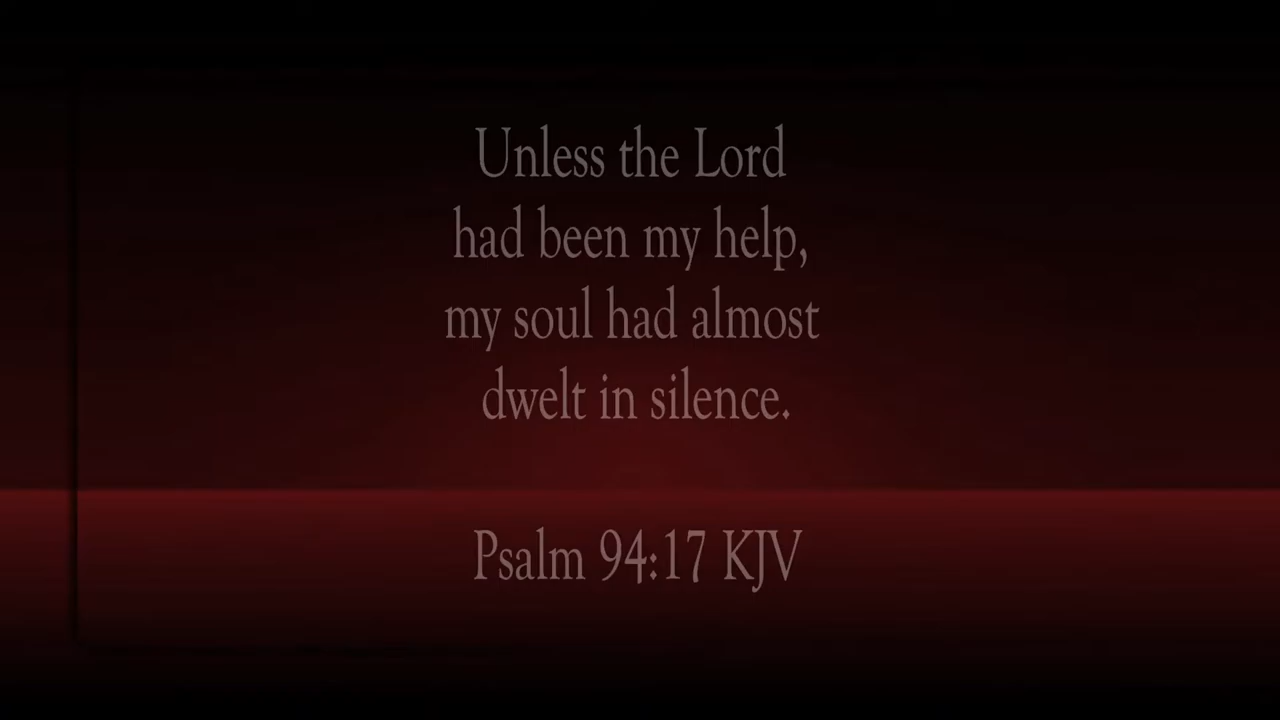 Unless the Lord
had been my help,
my soul had almost
dwelt in silence.
Psalm 94:17 KJV